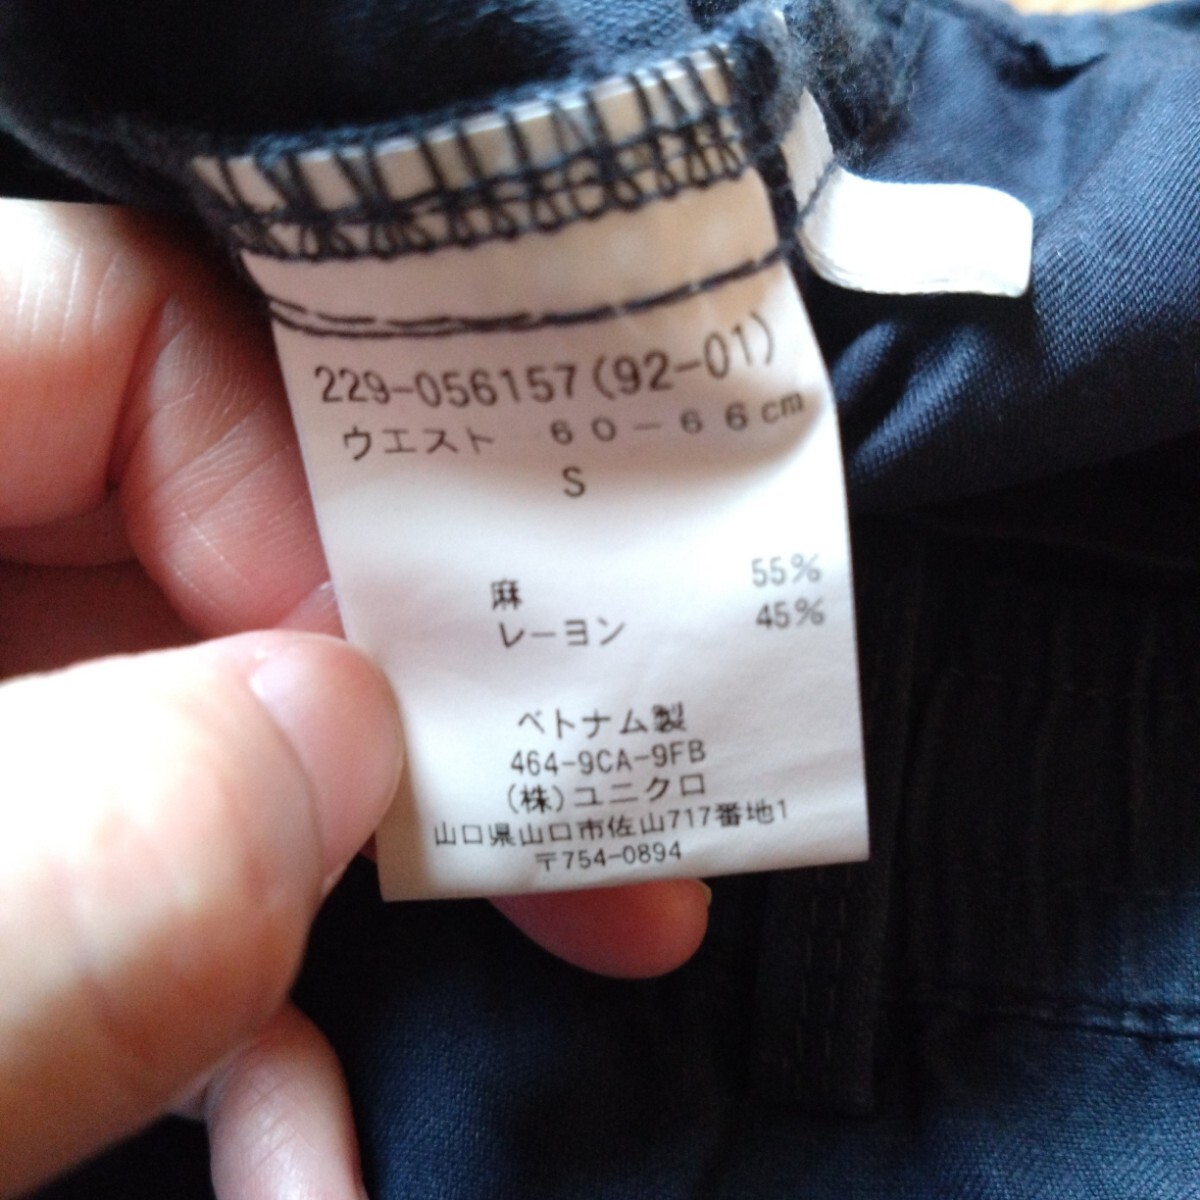 229-056157(92-01)
ウエスト 60-66cm
S
麻 55%
レーヨン 45%
ベトナム製
464-9CA-9FB
(株)ユニクロ
山口県山口市佐山717番地1
〒754-0894